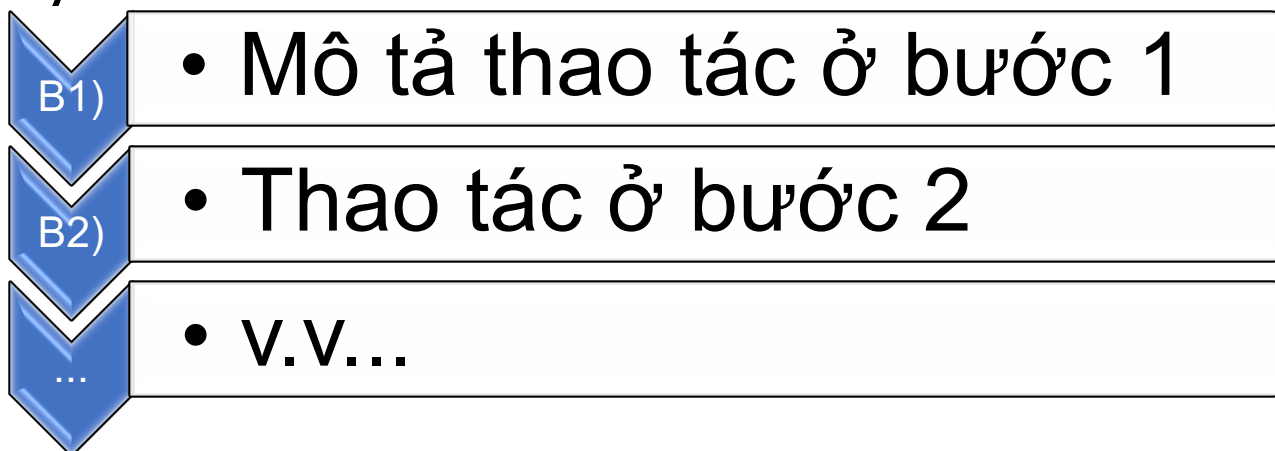 B1)
• Mô tả thao tác ở bước 1
B2)
• Thao tác ở bước 2
...
• v.v...